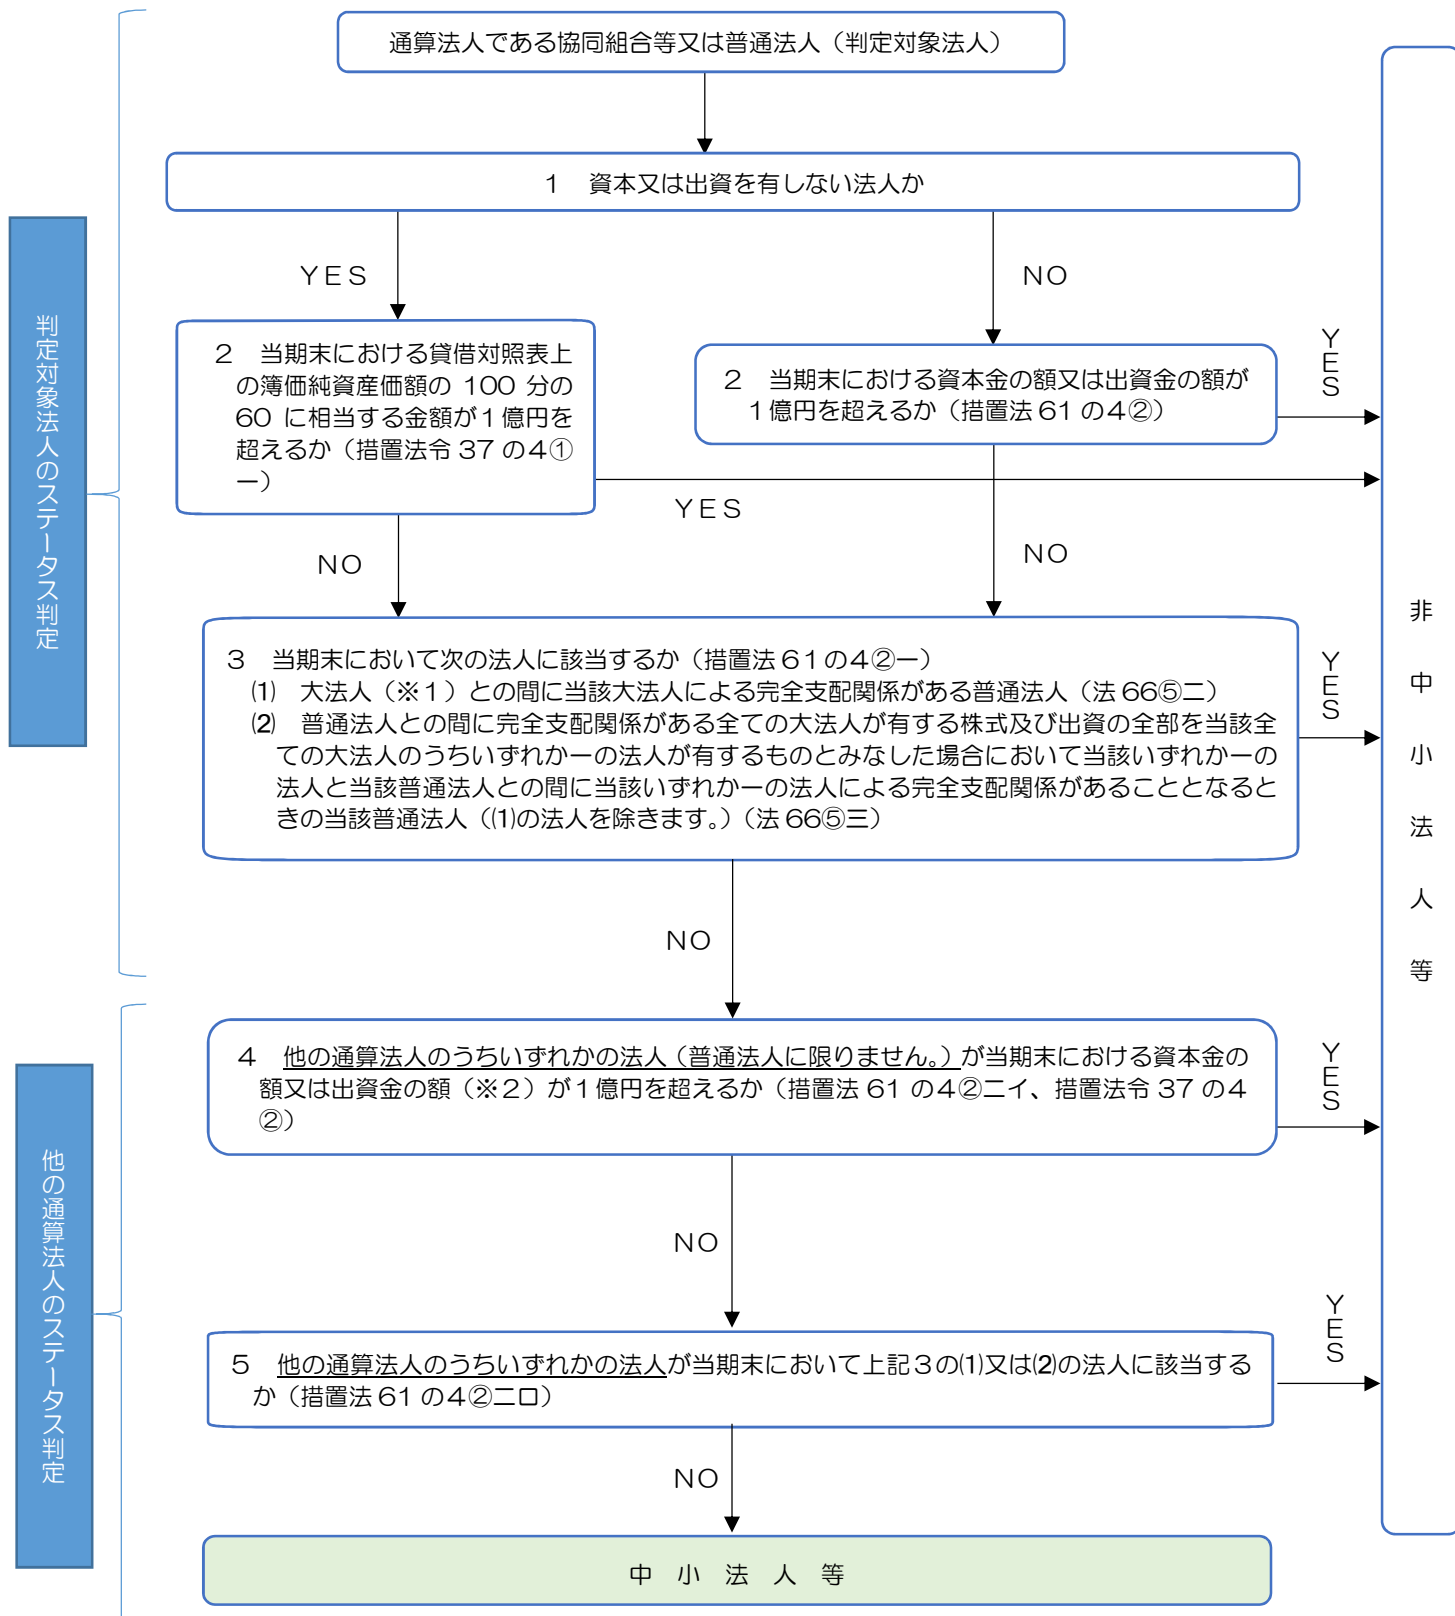 通算法人である協同組合等又は普通法人（判定対象法人）
1　資本又は出資を有しない法人か
YES
NO
2　当期末における貸借対照表上
の簿価純資産価額の 100 分の
60 に相当する金額が１億円を
超えるか（措置法令 37 の４①
一）
YES
NO
2　当期末における資本金の額又は出資金の額が
１億円を超えるか（措置法 61 の４②）
YES
NO
3　当期末において次の法人に該当するか（措置法 61 の４②一）
⑴　大法人（※１）との間に当該大法人による完全支配関係がある普通法人（法 66⑤二）
⑵　普通法人との間に完全支配関係がある全ての大法人が有する株式及び出資の全部を当該全
ての大法人のうちいずれか一の法人が有するものとみなした場合において当該いずれか一の
法人と当該普通法人との間に当該いずれか一の法人による完全支配関係があることとなると
きの当該普通法人（⑴の法人を除きます。）（法 66⑤三）
YES
NO
判定対象法人のステータス判定
4　他の通算法人のうちいずれかの法人（普通法人に限りません。）が当期末における資本金の
額又は出資金の額（※２）が１億円を超えるか（措置法 61 の４②二イ、措置法令 37 の４
②）
YES
NO
5　他の通算法人のうちいずれかの法人が当期末において上記３の⑴又は⑵の法人に該当する
か（措置法 61 の４②二ロ）
YES
NO
他の通算法人のステータス判定
中　小　法　人　等
非中小法人等